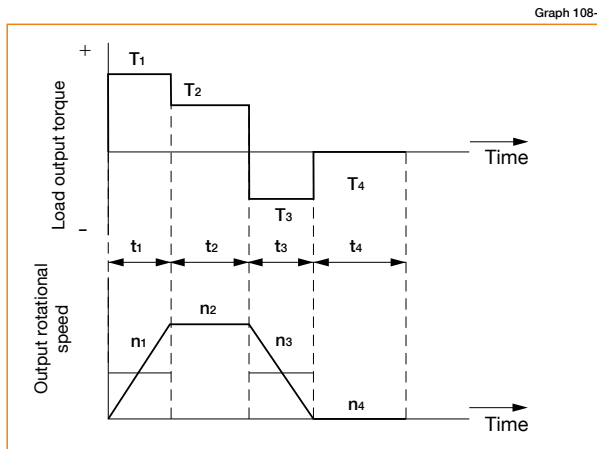 Graph 108-
+
T1
T2
Load output torque
Time
T4
T3
-
t1 t2 t3 t4
n2
n1 n3
Output rotational
speed
n4
Time